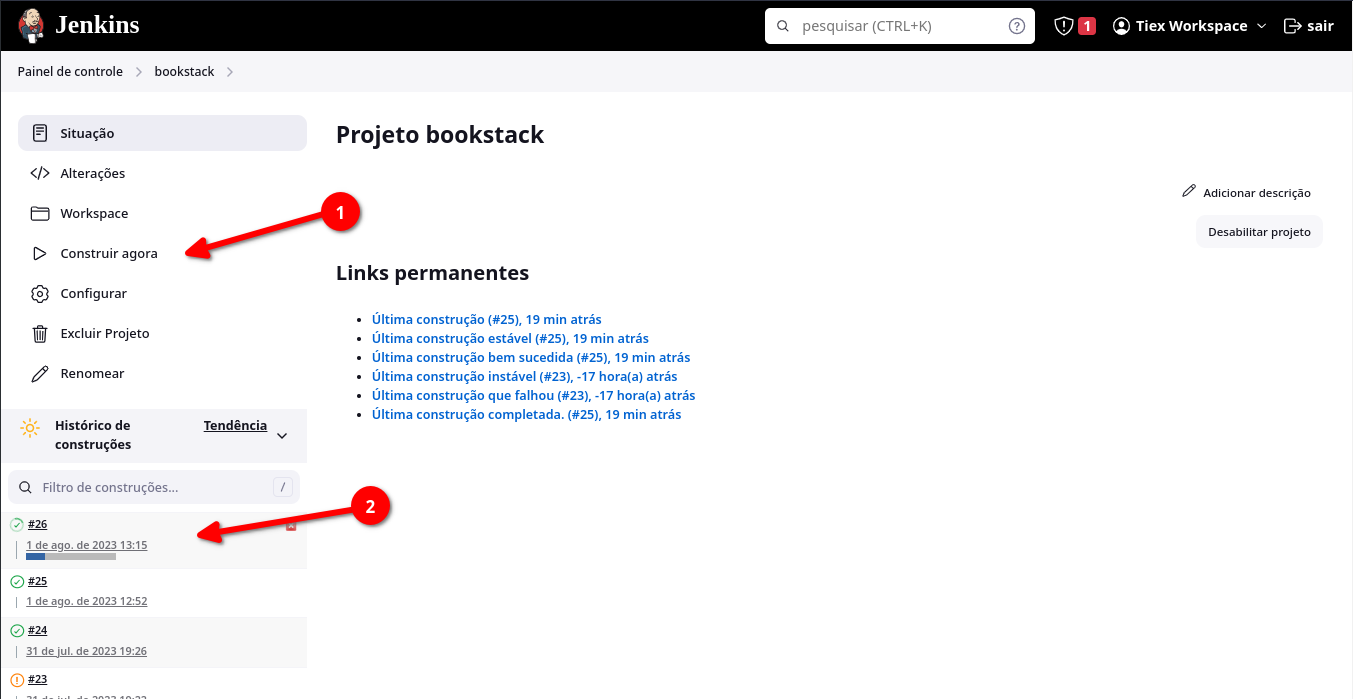 Jenkins
pesquisar (CTRL+K)
?
1
Tiex Workspace
sair
Painel de controle
bookstack
Situação
Alterações
Workspace
Construir agora
Configurar
Excluir Projeto
Renomear
1
Projeto bookstack
Adicionar descrição
Desabilitar projeto
Links permanentes
Última construção (#25), 19 min atrás
Última construção estável (#25), 19 min atrás
Última construção bem sucedida (#25), 19 min atrás
Última construção instável (#23), -17 hora(a) atrás
Última construção que falhou (#23), -17 hora(a) atrás
Última construção completada. (#25), 19 min atrás
Histórico de
construções
Tendência
Filtro de construções...
/
2
#26
1 de ago. de 2023 13:15
#25
1 de ago. de 2023 12:52
#24
31 de jul. de 2023 19:26
#23